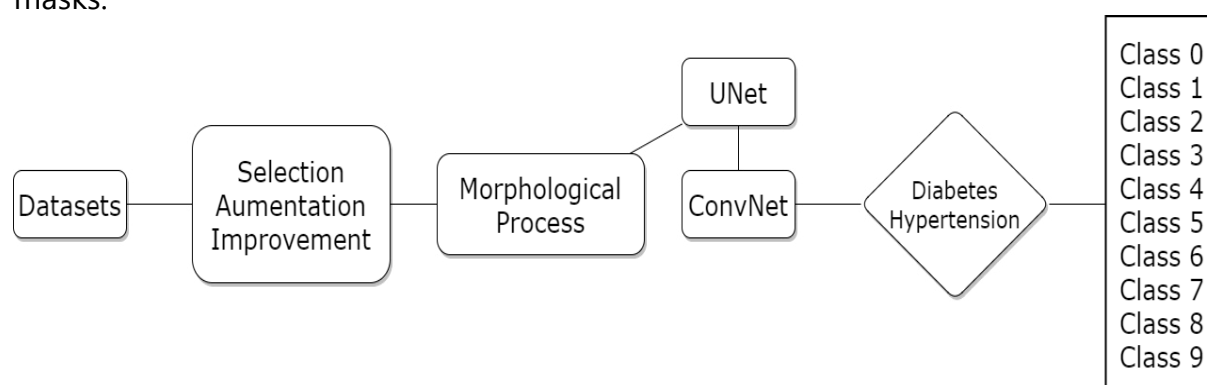 masks.
Datasets
Selection
Aumentation
Improvement
Morphological
Process
UNet
ConvNet
Diabetes
Hypertension
Class 0
Class 1
Class 2
Class 3
Class 4
Class 5
Class 6
Class 7
Class 8
Class 9